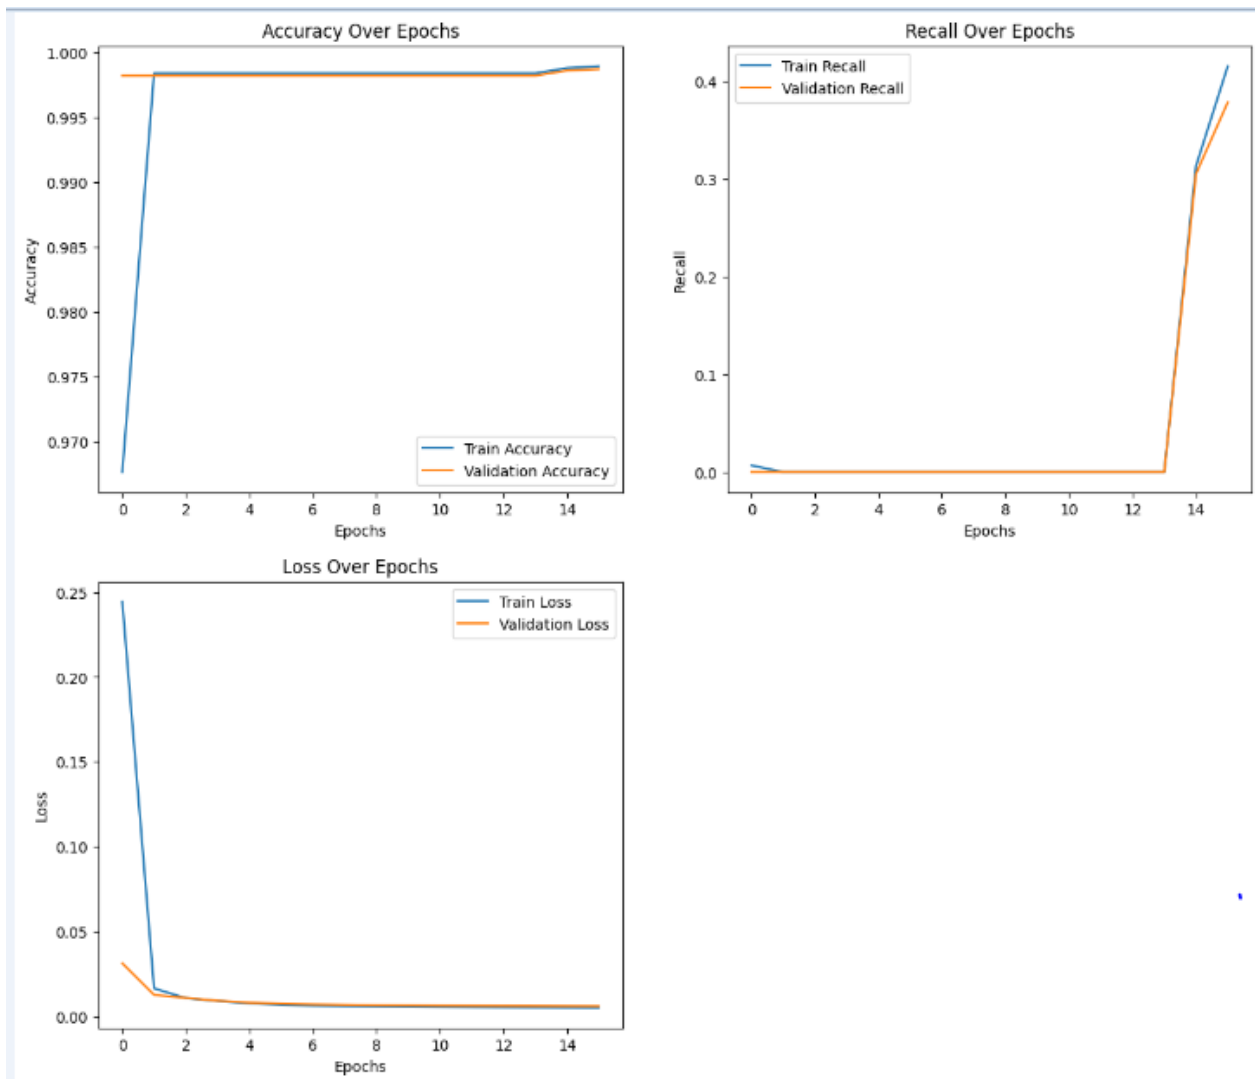 Accuracy Over Epochs
1.000
0.995
0.990
0.985
0.980
0.975
0.970
Accuracy
Train Accuracy
Validation Accuracy
0 2 4 6 8 10 12 14
Epochs
Recall Over Epochs
Train Recall
Validation Recall
0.4
0.3
0.2
0.1
0.0
Recall
0 2 4 6 8 10 12 14
Epochs
Loss Over Epochs
Train Loss
Validation Loss
0.25
0.20
0.15
0.10
0.05
0.00
Loss
0 2 4 6 8 10 12 14
Epochs